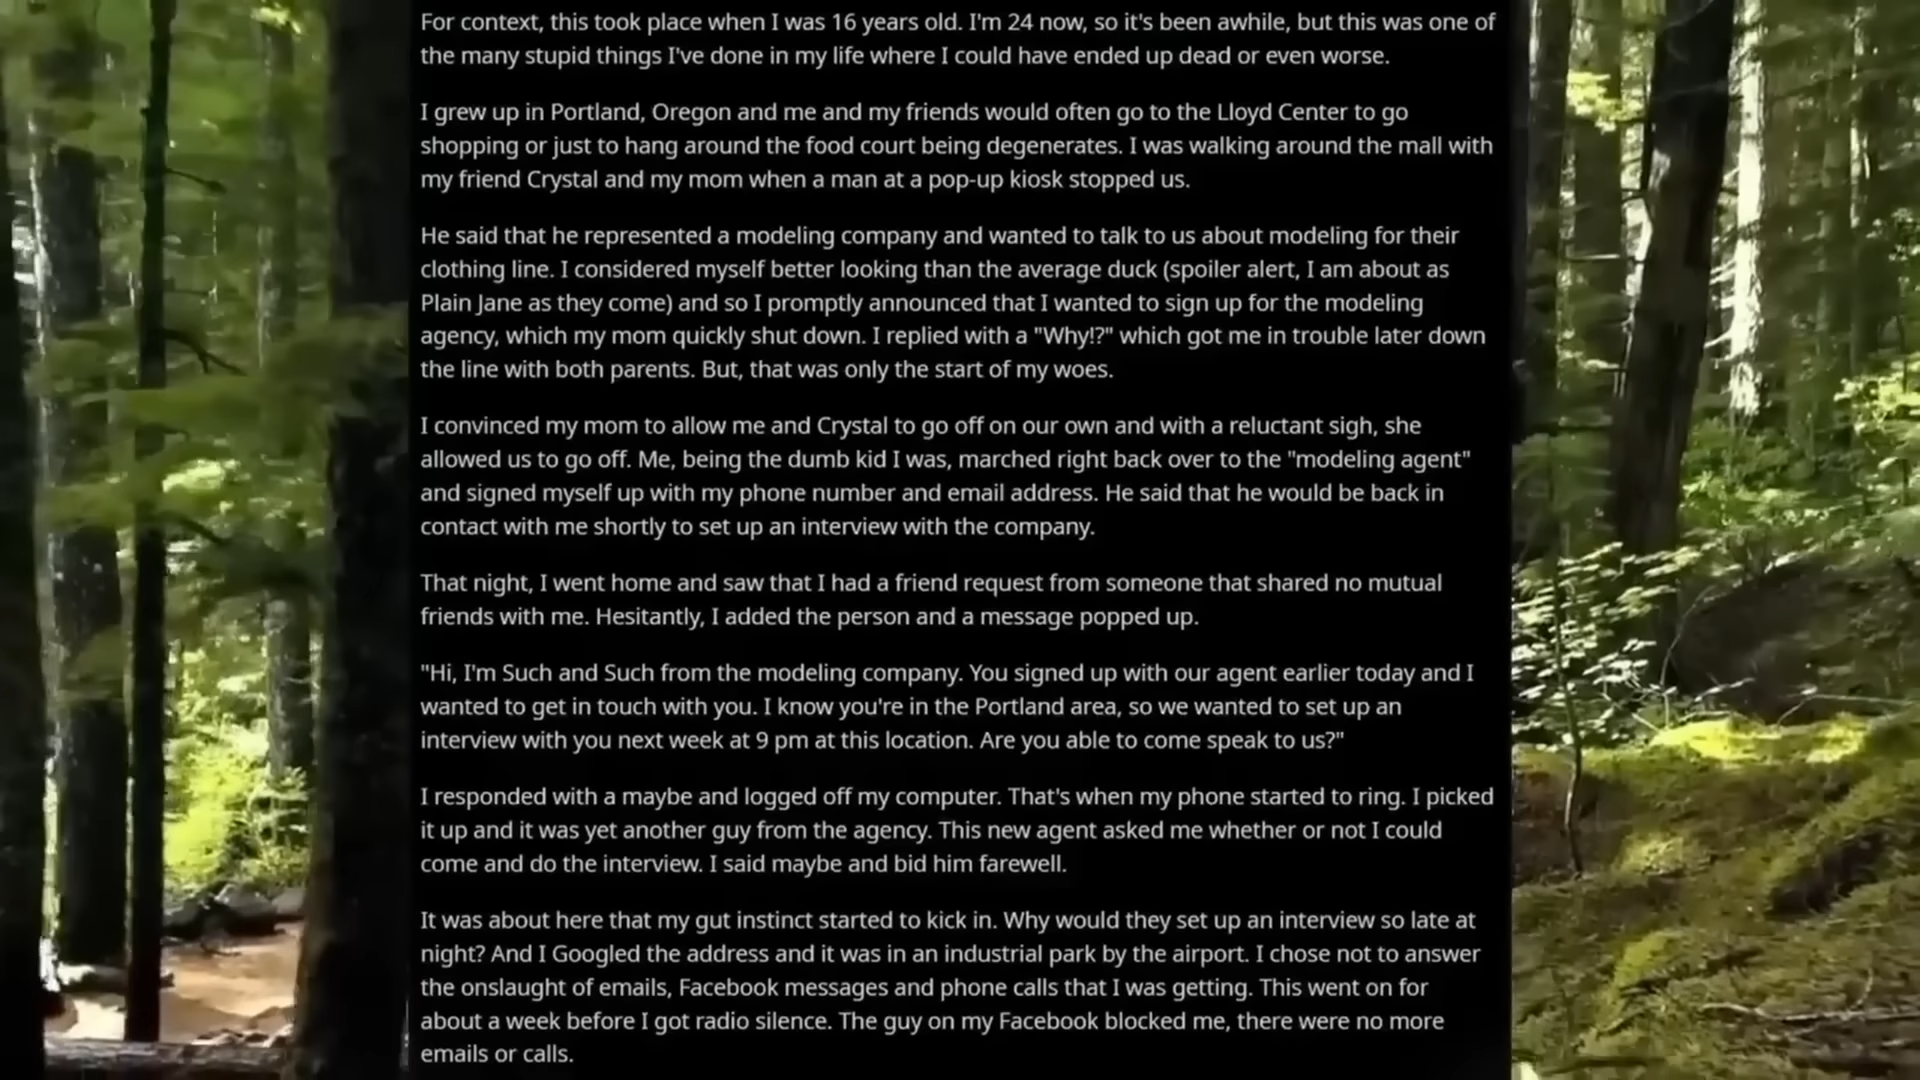 For context, this took place when I was 16 years old. I'm 24 now, so it's been awhile, but this was one of
the many stupid things I've done in my life where I could have ended up dead or even worse.
I grew up in Portland, Oregon and me and my friends would often go to the Lloyd Center to go
shopping or just to hang around the food court being degenerates. I was walking around the mall with
my friend Crystal and my mom when a man at a pop-up kiosk stopped us.
He said that he represented a modeling company and wanted to talk to us about modeling for their
clothing line. I considered myself better looking than the average duck (spoiler alert, I am about as
Plain Jane as they come) and so I promptly announced that I wanted to sign up for the modeling
agency, which my mom quickly shut down. I replied with a "Why!?" which got me in trouble later down
the line with both parents. But, that was only the start of my woes.
I convinced my mom to allow me and Crystal to go off on our own and with a reluctant sigh, she
allowed us to go off. Me, being the dumb kid I was, marched right back over to the "modeling agent"
and signed myself up with my phone number and email address. He said that he would be back in
contact with me shortly to set up an interview with the company.
That night, I went home and saw that I had a friend request from someone that shared no mutual
friends with me. Hesitantly, I added the person and a message popped up.
"Hi, I'm Such and Such from the modeling company. You signed up with our agent earlier today and I
wanted to get in touch with you. I know you're in the Portland area, so we wanted to set up an
interview with you next week at 9 pm at this location. Are you able to come speak to us?"
I responded with a maybe and logged off my computer. That's when my phone started to ring. I picked
it up and it was yet another guy from the agency. This new agent asked me whether or not I could
come and do the interview. I said maybe and bid him farewell.
It was about here that my gut instinct started to kick in. Why would they set up an interview so late at
night? And I Googled the address and it was in an industrial park by the airport. I chose not to answer
the onslaught of emails, Facebook messages and phone calls that I was getting. This went on for
about a week before I got radio silence. The guy on my Facebook blocked me, there were no more
emails or calls.